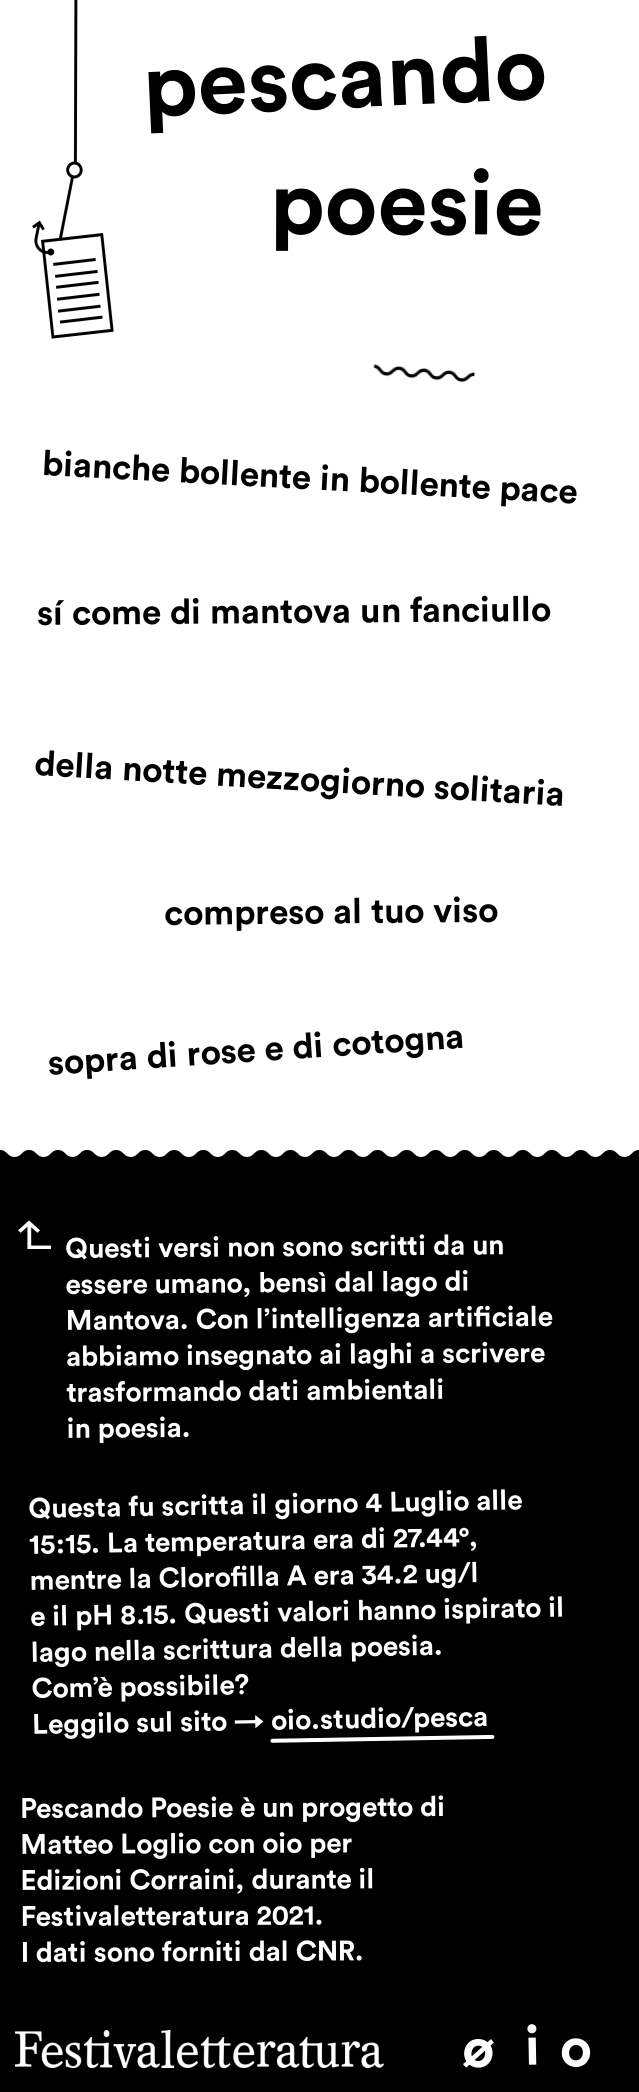 pescando
poesie
bianche bollente in bollente pace
sí come di mantova un fanciullo
della notte mezzogiorno solitaria
compreso al tuo viso
sopra di rose e di cotogna
Questi versi non sono scritti da un
essere umano, bensì dal lago di
Mantova. Con l’intelligenza artificiale
abbiamo insegnato ai laghi a scrivere
trasformando dati ambientali
in poesia.
Questa fu scritta il giorno 4 Luglio alle
15:15. La temperatura era di 27.44°,
mentre la Clorofilla A era 34.2 ug/l
e il pH 8.15. Questi valori hanno ispirato il
lago nella scrittura della poesia.
Com’è possibile?
Leggilo sul sito → oio.studio/pesca
Pescando Poesie è un progetto di
Matteo Loglio con oio per
Edizioni Corraini, durante il
Festivaletteratura 2021.
I dati sono forniti dal CNR.
Festivaletteratura øio